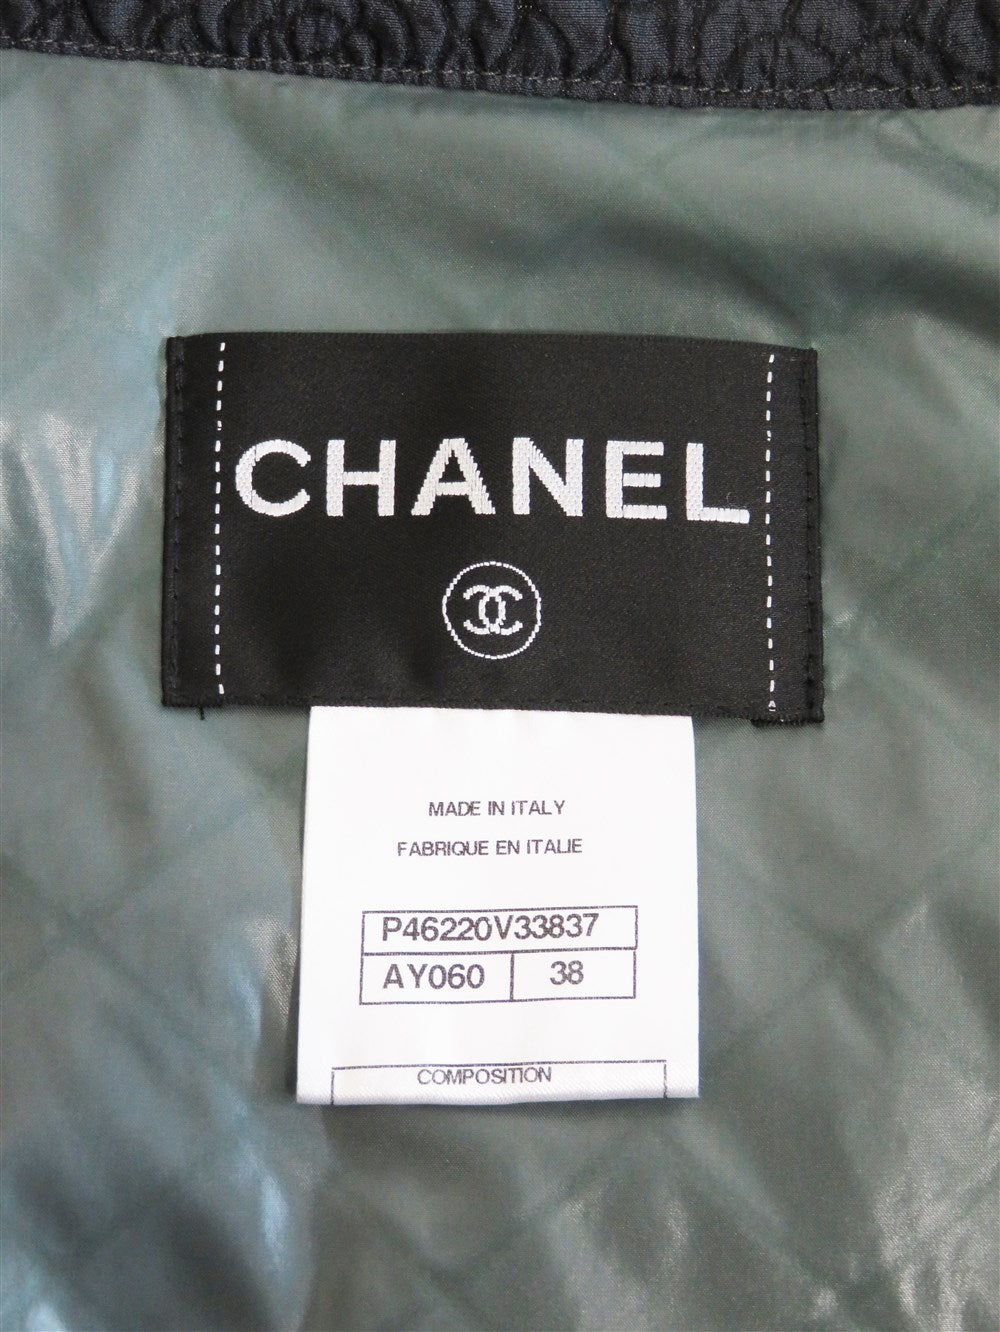 CHANEL
MADE IN ITALY
FABRIQUE EN ITALIE
P46220V33837
AY060 38
COMPOSITION